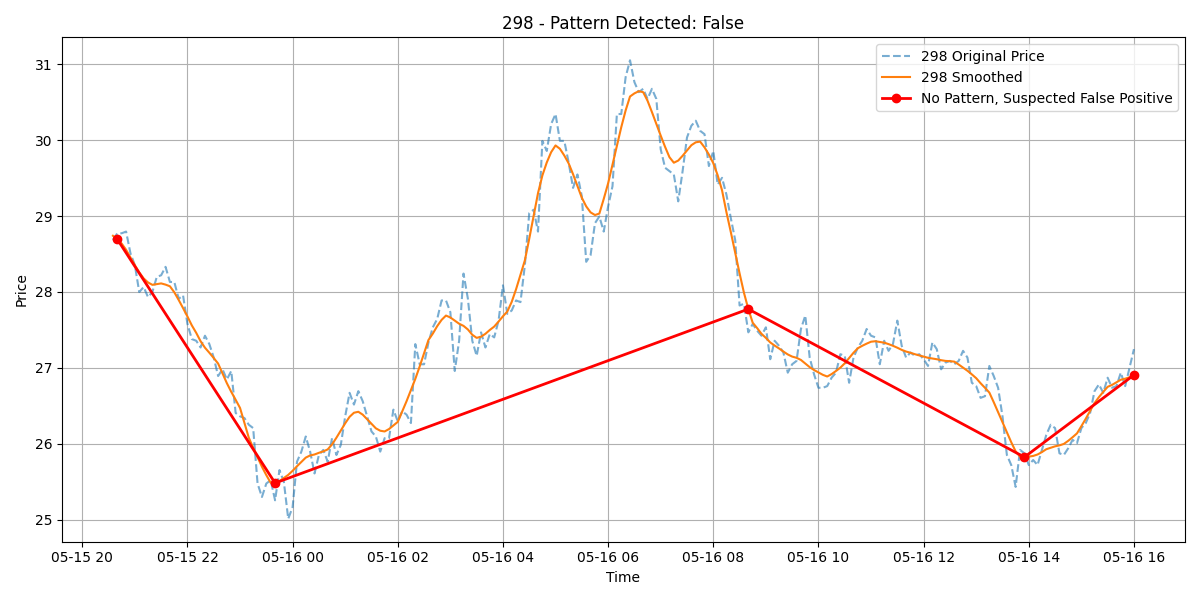 298 - Pattern Detected: False
298 Original Price
298 Smoothed
No Pattern, Suspected False Positive
Price
31
30
29
28
27
26
25
05-15 20 05-15 22 05-16 00 05-16 02 05-16 04 05-16 06 05-16 08 05-16 10 05-16 12 05-16 14 05-16 16
Time